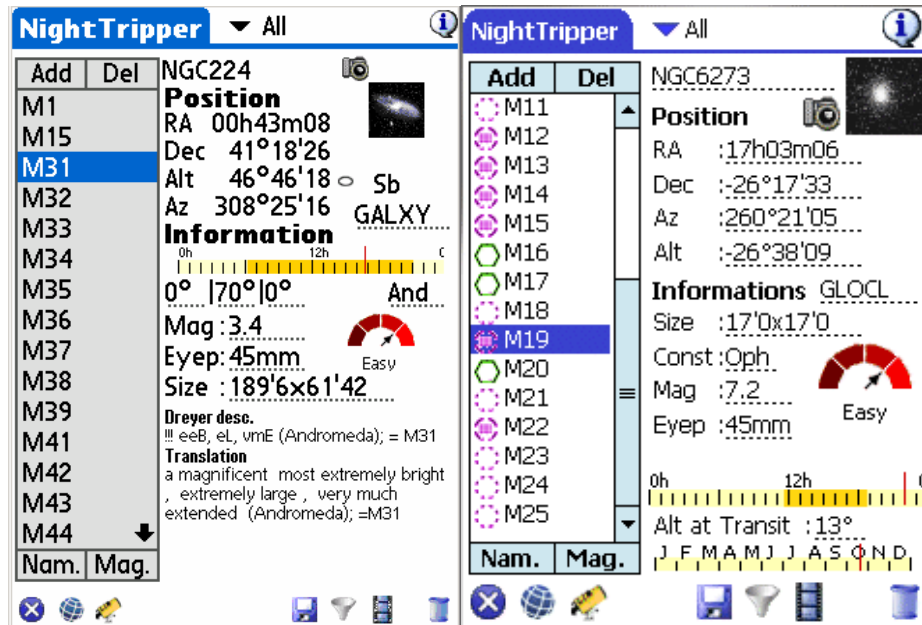 NightTripper All
Add Del
M1
M15
M31
M32
M33
M34
M35
M36
M37
M38
M39
M41
M42
M43
M44
Nam. Mag.
NGC224
Position
RA 00h43m08
Dec 41°18'26
Alt 46°46'18 Sb
Az 308°25'16 GALXY
Information
0h 12h 0
0° |70°|0° And
Mag : 3.4
Eyep: 45mm Easy
Size : 189'6x61'42
Dreyer desc.
!!! eeB, eL, vmE (Andromeda); = M31
Translation
a magnificent most extremely bright
, extremely large , very much
extended (Andromeda); =M31
NightTripper All
Add Del
M11
M12
M13
M14
M15
M16
M17
M18
M19
M20
M21
M22
M23
M24
M25
Nam. Mag.
NGC6273
Position
RA :17h03m06
Dec :-26°17'33
Az :260°21'05
Alt :-26°38'09
Informations GLOCL
Size :17'0x17'0
Const :Oph
Mag :7.2
Eyep :45mm Easy
0h 12h 0
Alt at Transit :13°
J F M A M J J A S O N D